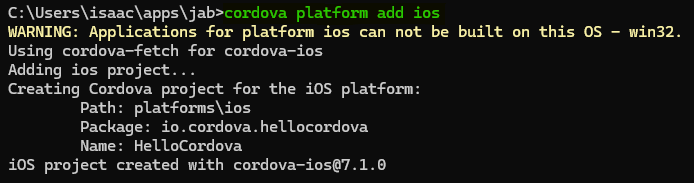 C:\Users\isaac\apps\jab>cordova platform add ios
WARNING: Applications for platform ios can not be built on this OS - win32.
Using cordova-fetch for cordova-ios
Adding ios project...
Creating Cordova project for the iOS platform:
        Path: platforms\ios
        Package: io.cordova.hellocordova
        Name: HelloCordova
iOS project created with cordova-ios@7.1.0